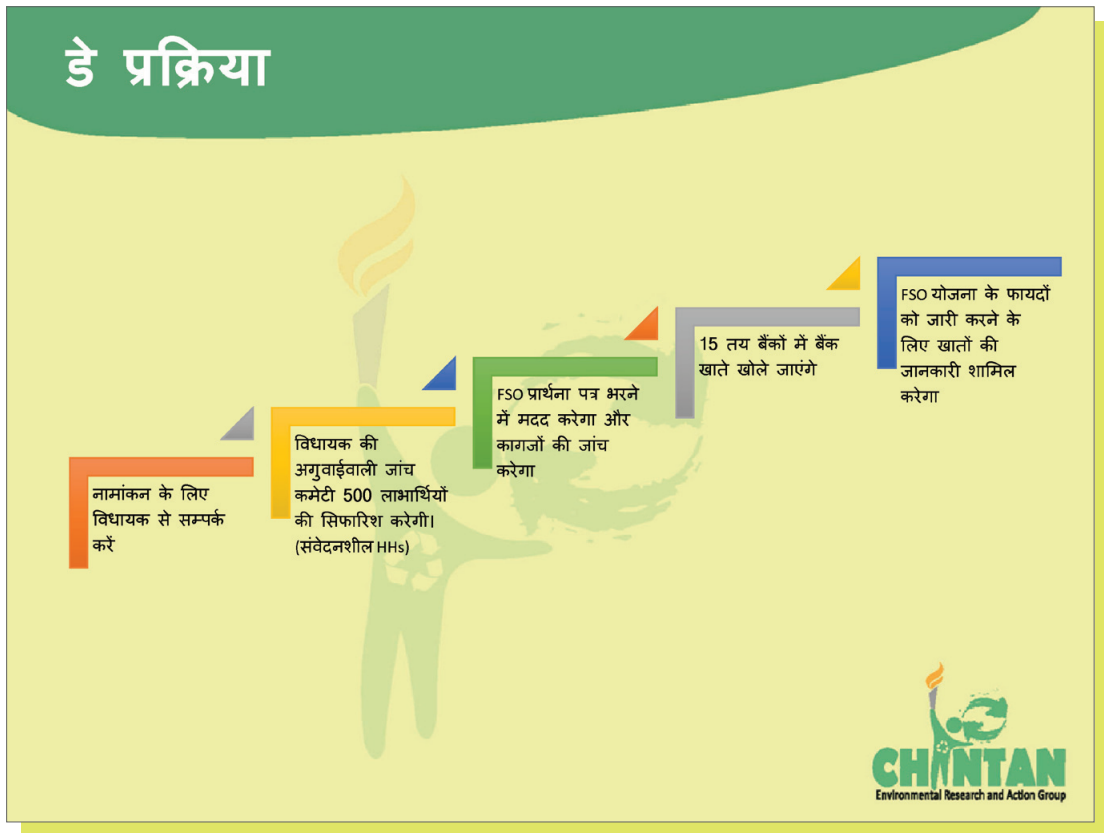 डे प्रक्रिया
नामांकन के लिए
विधायक से सम्पर्क
करें
विधायक की
अगुवाईवाली जांच
कमेटी 500 लाभार्थियों
की सिफारिश करेगी।
(संवेदनशील HHs)
FSO प्रार्थना पत्र भरने
में मदद करेगा और
कागजों की जांच
करेगा
15 तय बैंकों में बैंक
खाते खोले जाएंगे
FSO योजना के फायदों
को जारी करने के
लिए खातों की
जानकारी शामिल
करेगा
CHINTAN
Environmental Research and Action Group